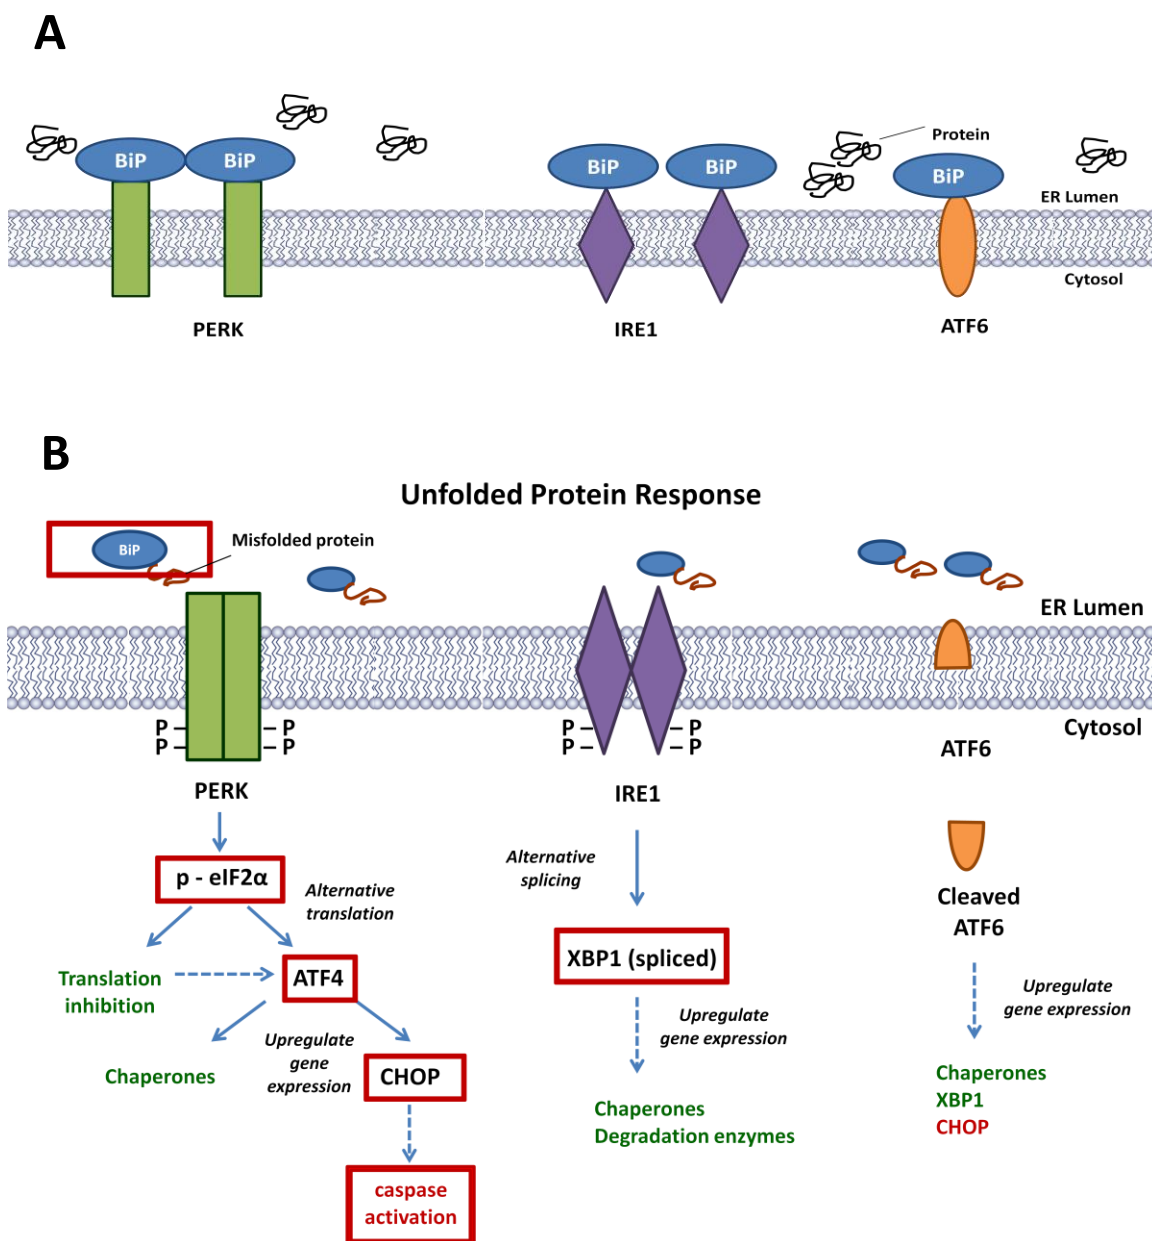 A
BiP
BiP
BiP
BiP
Protein
BiP
ER Lumen
Cytosol
PERK
IRE1
ATF6
B
Unfolded Protein Response
BiP
Misfolded protein
ER Lumen
P
P
P
P
P
P
P
P
Cytosol
ATF6
PERK
IRE1
p - eIF2α
Alternative
translation
Alternative
splicing
Cleaved
ATF6
Translation
inhibition
ATF4
XBP1 (spliced)
Upregulate
gene expression
Upregulate
gene
expression
Upregulate
gene expression
Chaperones
CHOP
Chaperones
Degradation enzymes
Chaperones
XBP1
CHOP
caspase
activation